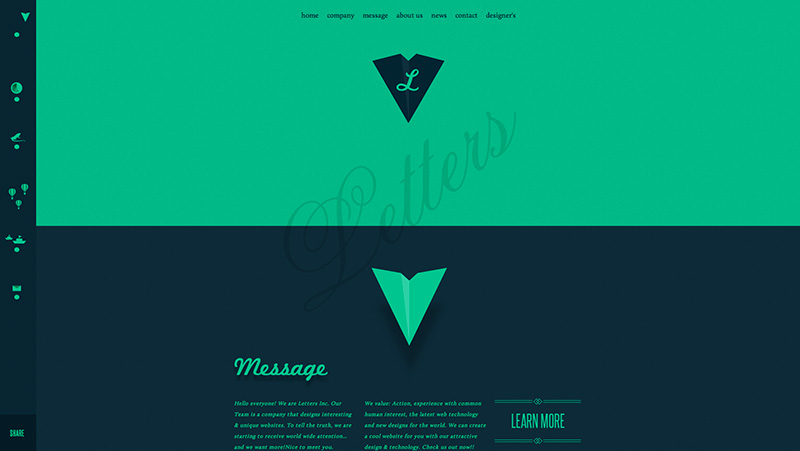 home company message about us news contact designer's
L
Letters
Message
Hello everyone! We are Letters Inc. Our
Team is a company that designs interesting
& unique websites. To tell the truth, we are
starting to receive world wide attention...
and we want more!Nice to meet you.
We value: Action, experience with common
human interest, the latest web technology
and new designs for the world. We can create
a cool website for you with our attractive
design & technology. Check us out now!!
LEARN MORE
SHARE